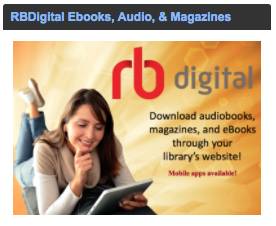 RBDigital Ebooks, Audio, & Magazines
rb digital
Download audiobooks,
magazines, and eBooks
through your
library's website!
Mobile apps available!